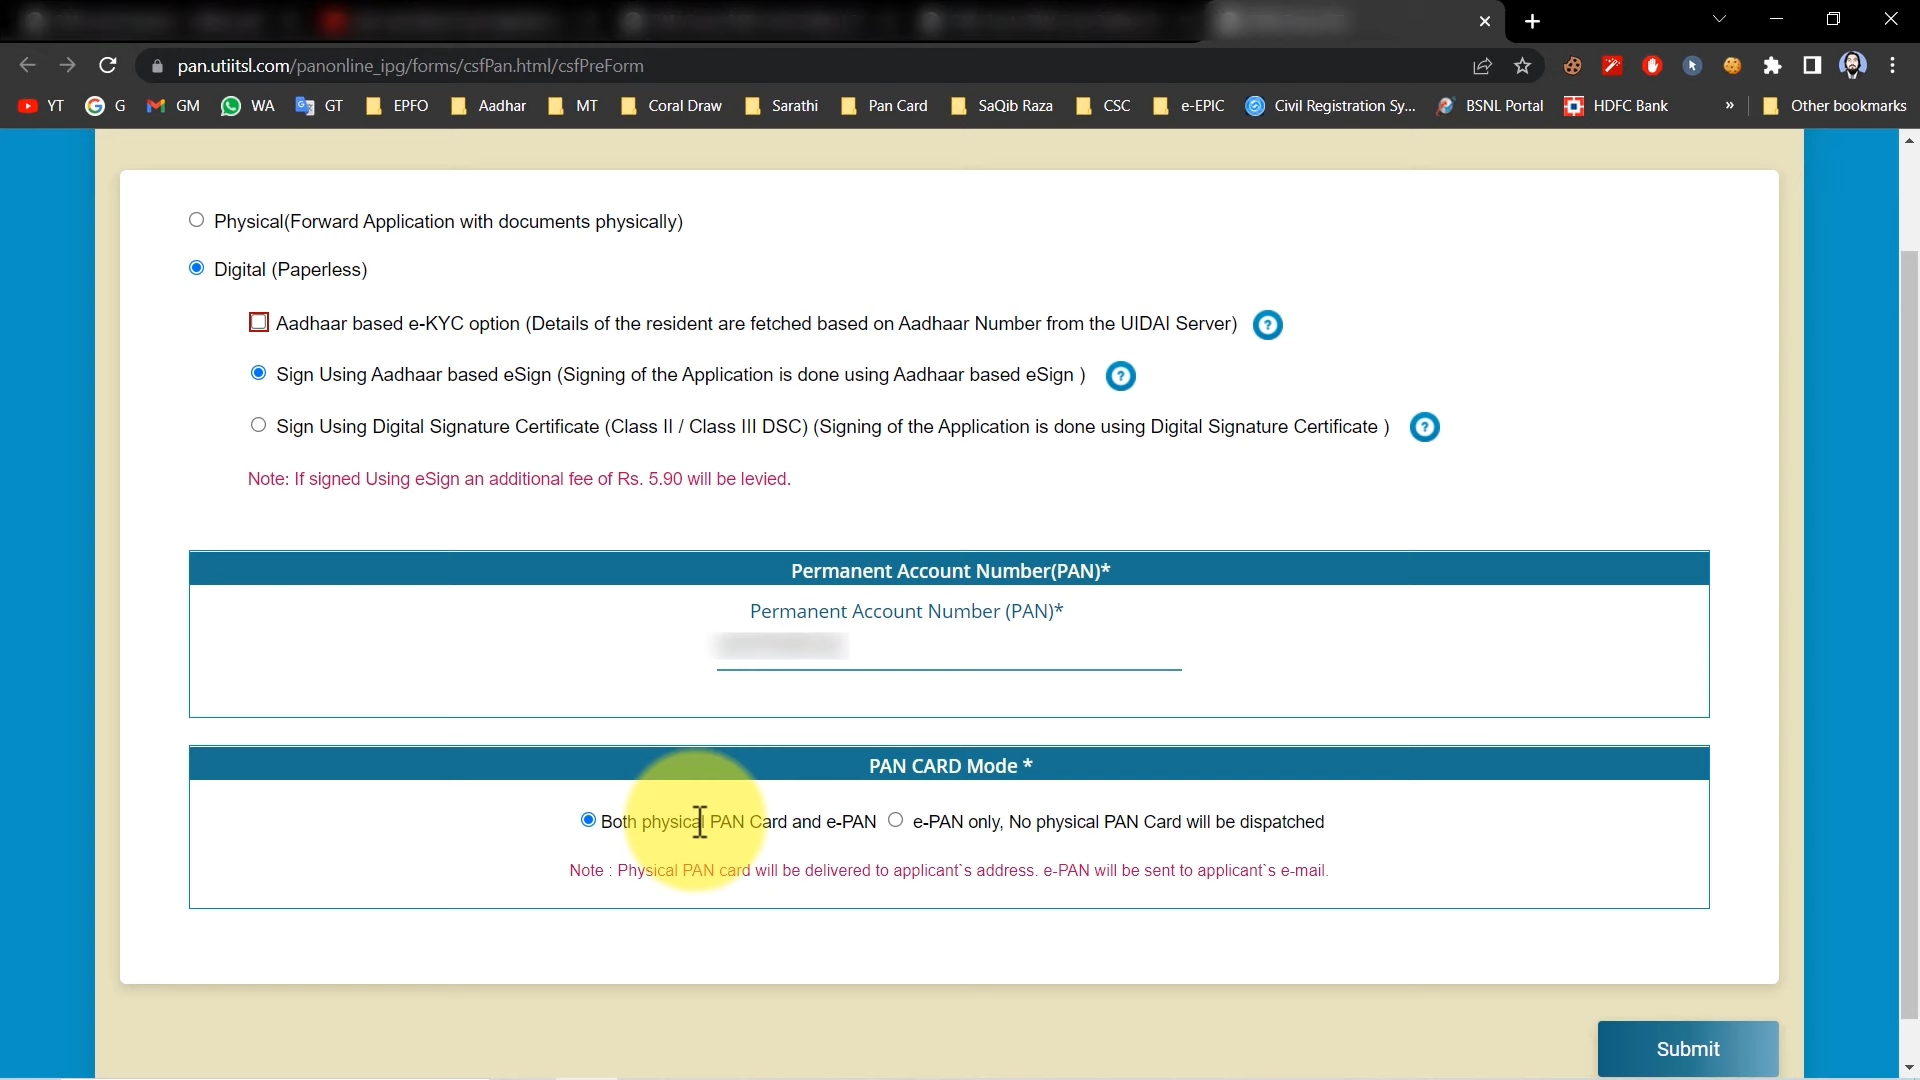 pan.utiitsl.com/panonline_ipg/forms/csfPan.html/csfPreForm
YT G GM WA GT EPFO Aadhar MT Coral Draw Sarathi Pan Card SaQib Raza CSC e-EPIC Civil Registration Sy... BSNL Portal HDFC Bank » Other bookmarks
Physical(Forward Application with documents physically)
Digital (Paperless)
Aadhaar based e-KYC option (Details of the resident are fetched based on Aadhaar Number from the UIDAI Server) ?
Sign Using Aadhaar based eSign (Signing of the Application is done using Aadhaar based eSign ) ?
Sign Using Digital Signature Certificate (Class II / Class III DSC) (Signing of the Application is done using Digital Signature Certificate ) ?
Note: If signed Using eSign an additional fee of Rs. 5.90 will be levied.
Permanent Account Number(PAN)*
Permanent Account Number (PAN)*
PAN CARD Mode *
Both physical PAN Card and e-PAN e-PAN only, No physical PAN Card will be dispatched
Note : Physical PAN card will be delivered to applicant`s address. e-PAN will be sent to applicant`s e-mail.
Submit